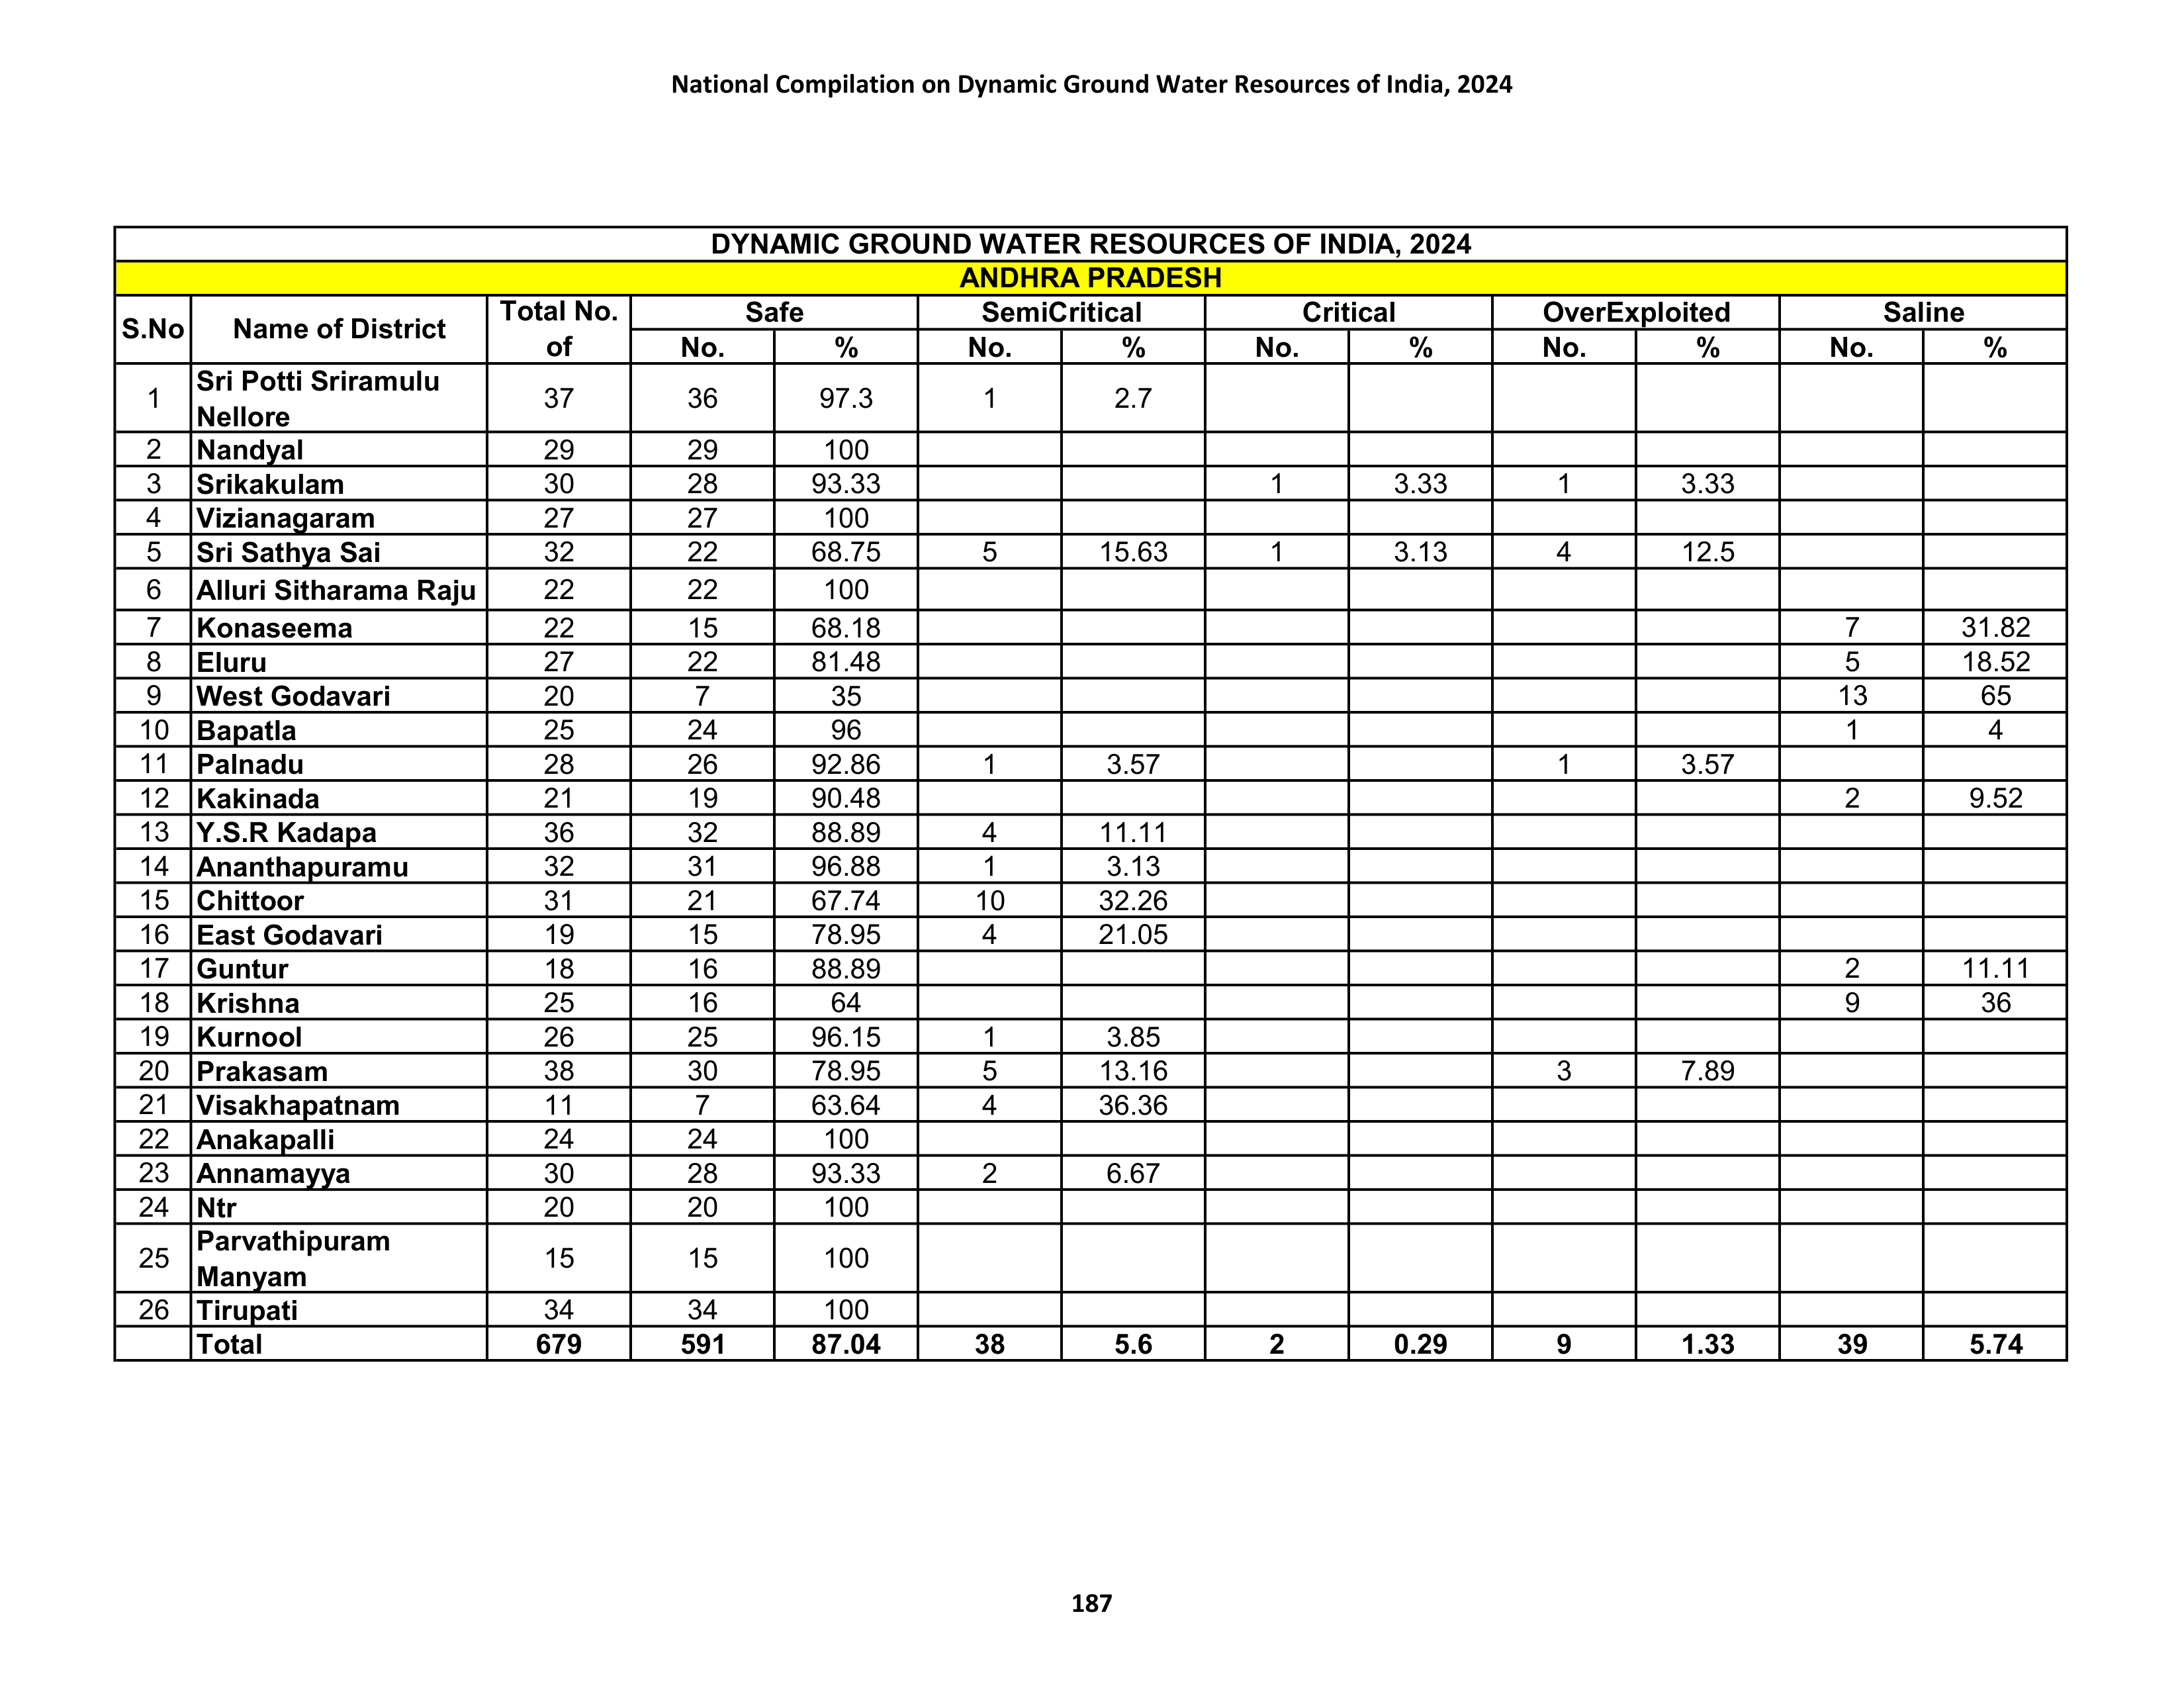 National Compilation on Dynamic Ground Water Resources of India, 2024
DYNAMIC GROUND WATER RESOURCES OF INDIA, 2024
ANDHRA PRADESH
S.No Name of District Total No. of Safe SemiCritical Critical OverExploited Saline
No. % No. % No. % No. % No. %
1 Sri Potti Sriramulu Nellore 37 36 97.3 1 2.7
2 Nandyal 29 29 100
3 Srikakulam 30 28 93.33 1 3.33 1 3.33
4 Vizianagaram 27 27 100
5 Sri Sathya Sai 32 22 68.75 5 15.63 1 3.13 4 12.5
6 Alluri Sitharama Raju 22 22 100
7 Konaseema 22 15 68.18 7 31.82
8 Eluru 27 22 81.48 5 18.52
9 West Godavari 20 7 35 13 65
10 Bapatla 25 24 96 1 4
11 Palnadu 28 26 92.86 1 3.57 1 3.57
12 Kakinada 21 19 90.48 2 9.52
13 Y.S.R Kadapa 36 32 88.89 4 11.11
14 Ananthapuramu 32 31 96.88 1 3.13
15 Chittoor 31 21 67.74 10 32.26
16 East Godavari 19 15 78.95 4 21.05
17 Guntur 18 16 88.89 2 11.11
18 Krishna 25 16 64 9 36
19 Kurnool 26 25 96.15 1 3.85
20 Prakasam 38 30 78.95 5 13.16 3 7.89
21 Visakhapatnam 11 7 63.64 4 36.36
22 Anakapalli 24 24 100
23 Annamayya 30 28 93.33 2 6.67
24 Ntr 20 20 100
25 Parvathipuram Manyam 15 15 100
26 Tirupati 34 34 100
Total 679 591 87.04 38 5.6 2 0.29 9 1.33 39 5.74
187